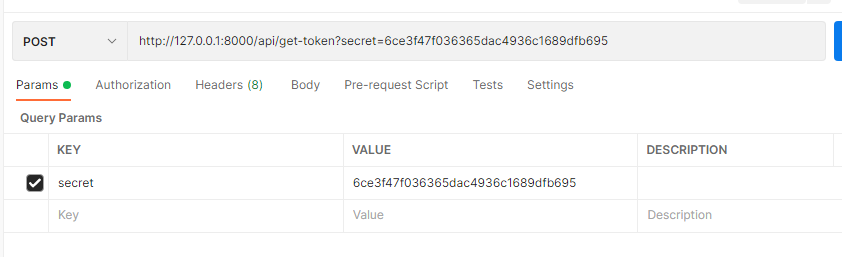 POST http://127.0.0.1:8000/api/get-token?secret=6ce3f47f036365dac4936c1689dfb695
Params Authorization Headers (8) Body Pre-request Script Tests Settings
Query Params
KEY VALUE DESCRIPTION
secret 6ce3f47f036365dac4936c1689dfb695
Key Value Description